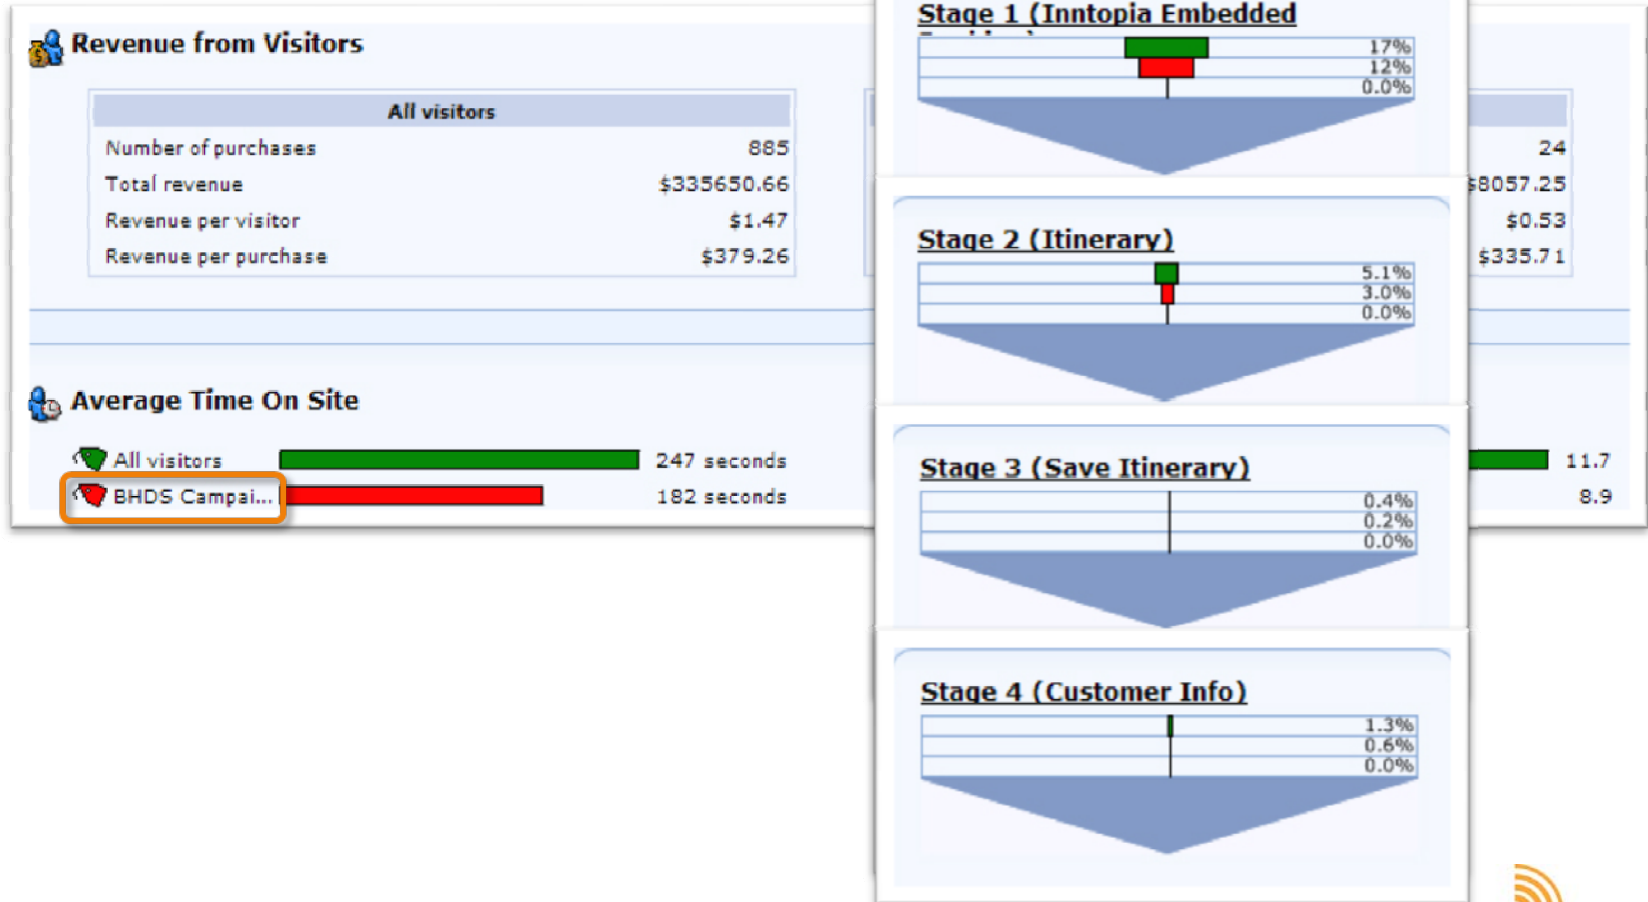 Revenue from Visitors
All visitors
Number of purchases 885
Total revenue $335650.66
Revenue per visitor $1.47
Revenue per purchase $379.26
24
$8057.25
$0.53
$335.71
Average Time On Site
All visitors 247 seconds
BHDS Campai... 182 seconds
11.7
8.9
Stage 1 (Inntopia Embedded
17%
12%
0.0%
Stage 2 (Itinerary)
5.1%
3.0%
0.0%
Stage 3 (Save Itinerary)
0.4%
0.2%
0.0%
Stage 4 (Customer Info)
1.3%
0.6%
0.0%